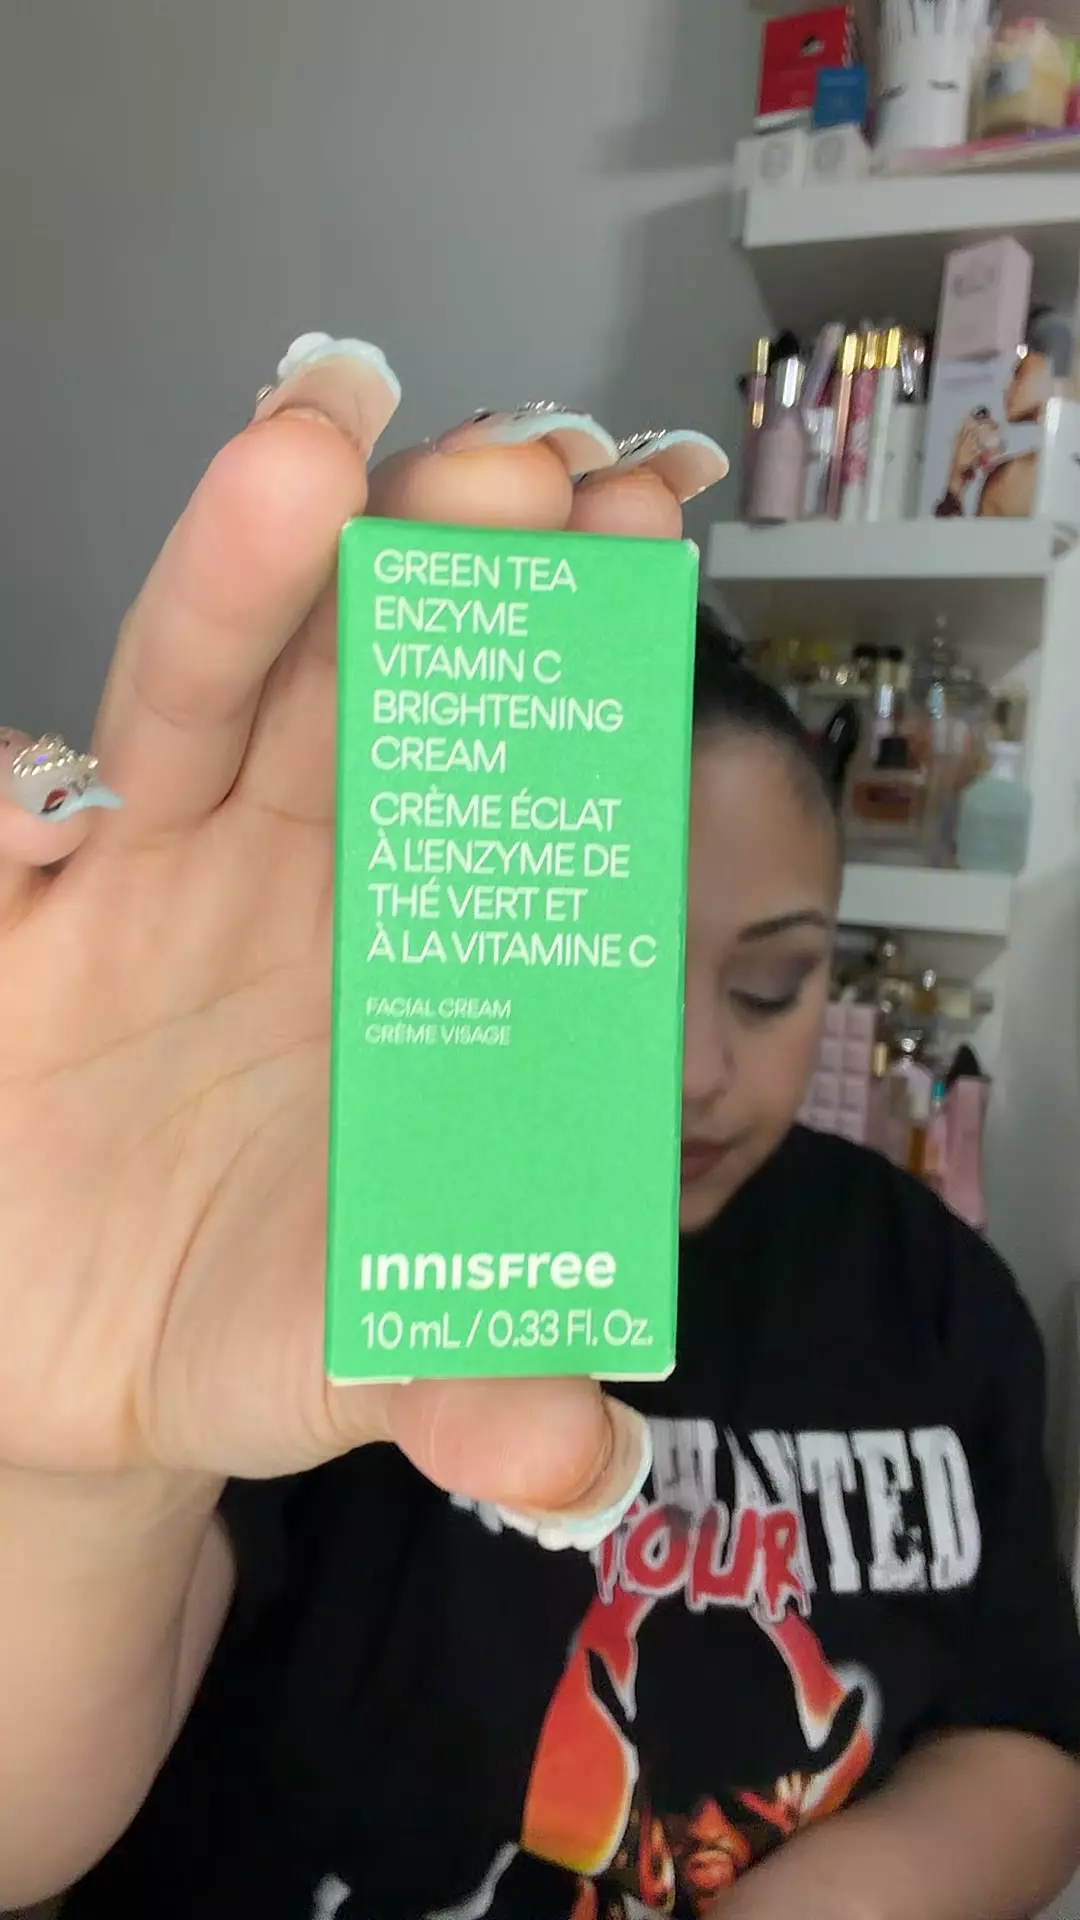 GREEN TEA
ENZYME
VITAMIN C
BRIGHTENING
CREAM
CRÈME ÉCLAT
À L'ENZYME DE
THÉ VERT ET
À LA VITAMINE C
FACIAL CREAM
CRÈME VISAGE
innisfree
10 mL / 0.33 Fl. Oz.
TOUR